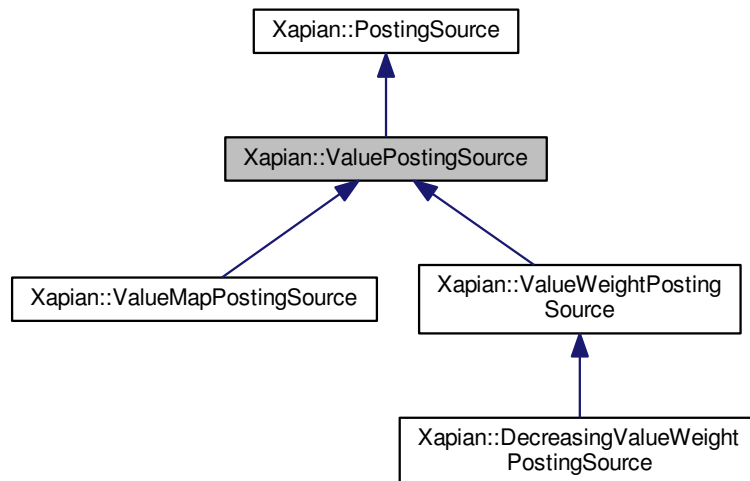 Xapian::PostingSource
Xapian::ValuePostingSource
Xapian::ValueMapPostingSource
Xapian::ValueWeightPosting
Source
Xapian::DecreasingValueWeight
PostingSource